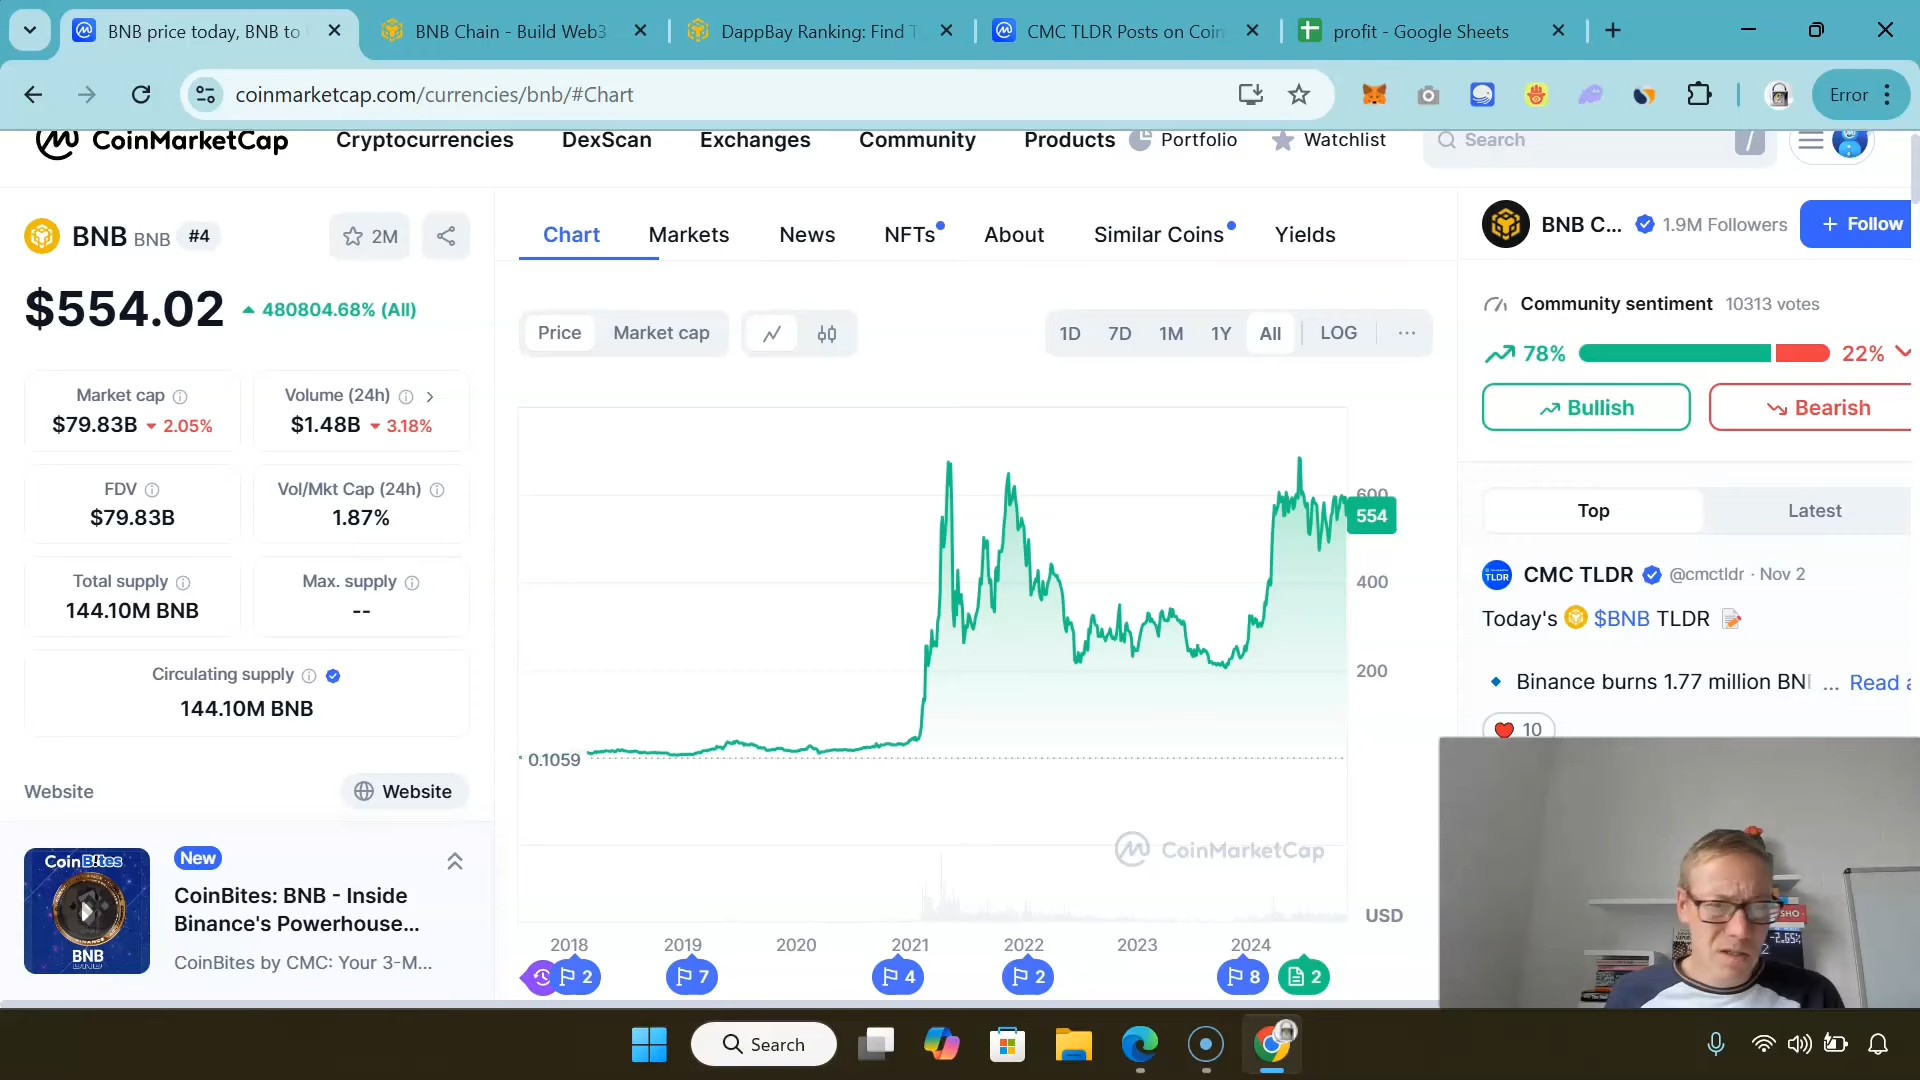 BNB price today, BNB to
BNB Chain - Build Web3
DappBay Ranking: Find T
CMC TLDR Posts on Coin
profit - Google Sheets
coinmarketcap.com/currencies/bnb/#Chart
Error
CoinMarketCap
Cryptocurrencies
DexScan
Exchanges
Community
Products
Portfolio
Watchlist
Search
/
BNB BNB #4
2M
$554.02
480804.68% (All)
Market cap
$79.83B 2.05%
Volume (24h)
$1.48B 3.18%
FDV
$79.83B
Vol/Mkt Cap (24h)
1.87%
Total supply
144.10M BNB
Max. supply
--
Circulating supply
144.10M BNB
Website
Website
CoinBites
BNB
New
CoinBites: BNB - Inside
Binance's Powerhouse...
CoinBites by CMC: Your 3-M...
Chart
Markets
News
NFTs
About
Similar Coins
Yields
Price
Market cap
1D
7D
1M
1Y
All
LOG
600
554
400
200
0.1059
CoinMarketCap
USD
2018
2019
2020
2021
2022
2023
2024
2
7
4
2
8
2
BNB C...
1.9M Followers
+ Follow
Community sentiment 10313 votes
78%
22%
Bullish
Bearish
Top
Latest
TLDR
CMC TLDR @cmctldr · Nov 2
Today's $BNB TLDR
Binance burns 1.77 million BN ... Read a
10
SHO
-2.65%
Search